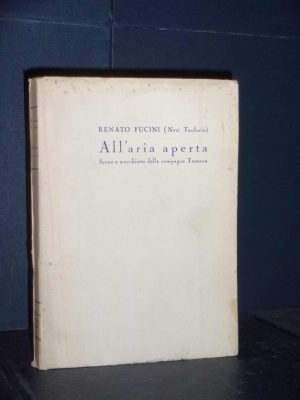 RENATO FUCINI (Neri Tanfucio)
All'aria aperta
Scene e macchiette della campagna Toscana